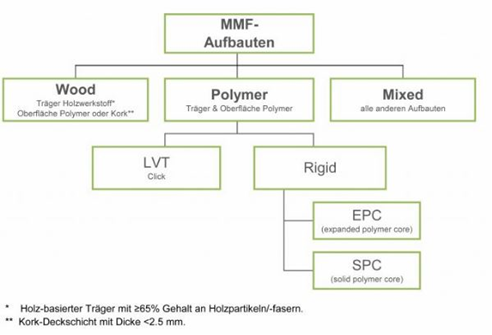 MMF-
Aufbauten
Wood
Träger Holzwerkstoff*
Oberfläche Polymer oder Kork**
Polymer
Träger & Oberfläche Polymer
Mixed
alle anderen Aufbauten
LVT
Click
Rigid
EPC
(expanded polymer core)
SPC
(solid polymer core)
* Holz-basierter Träger mit ≥65% Gehalt an Holzpartikeln/-fasern.
** Kork-Deckschicht mit Dicke <2.5 mm.